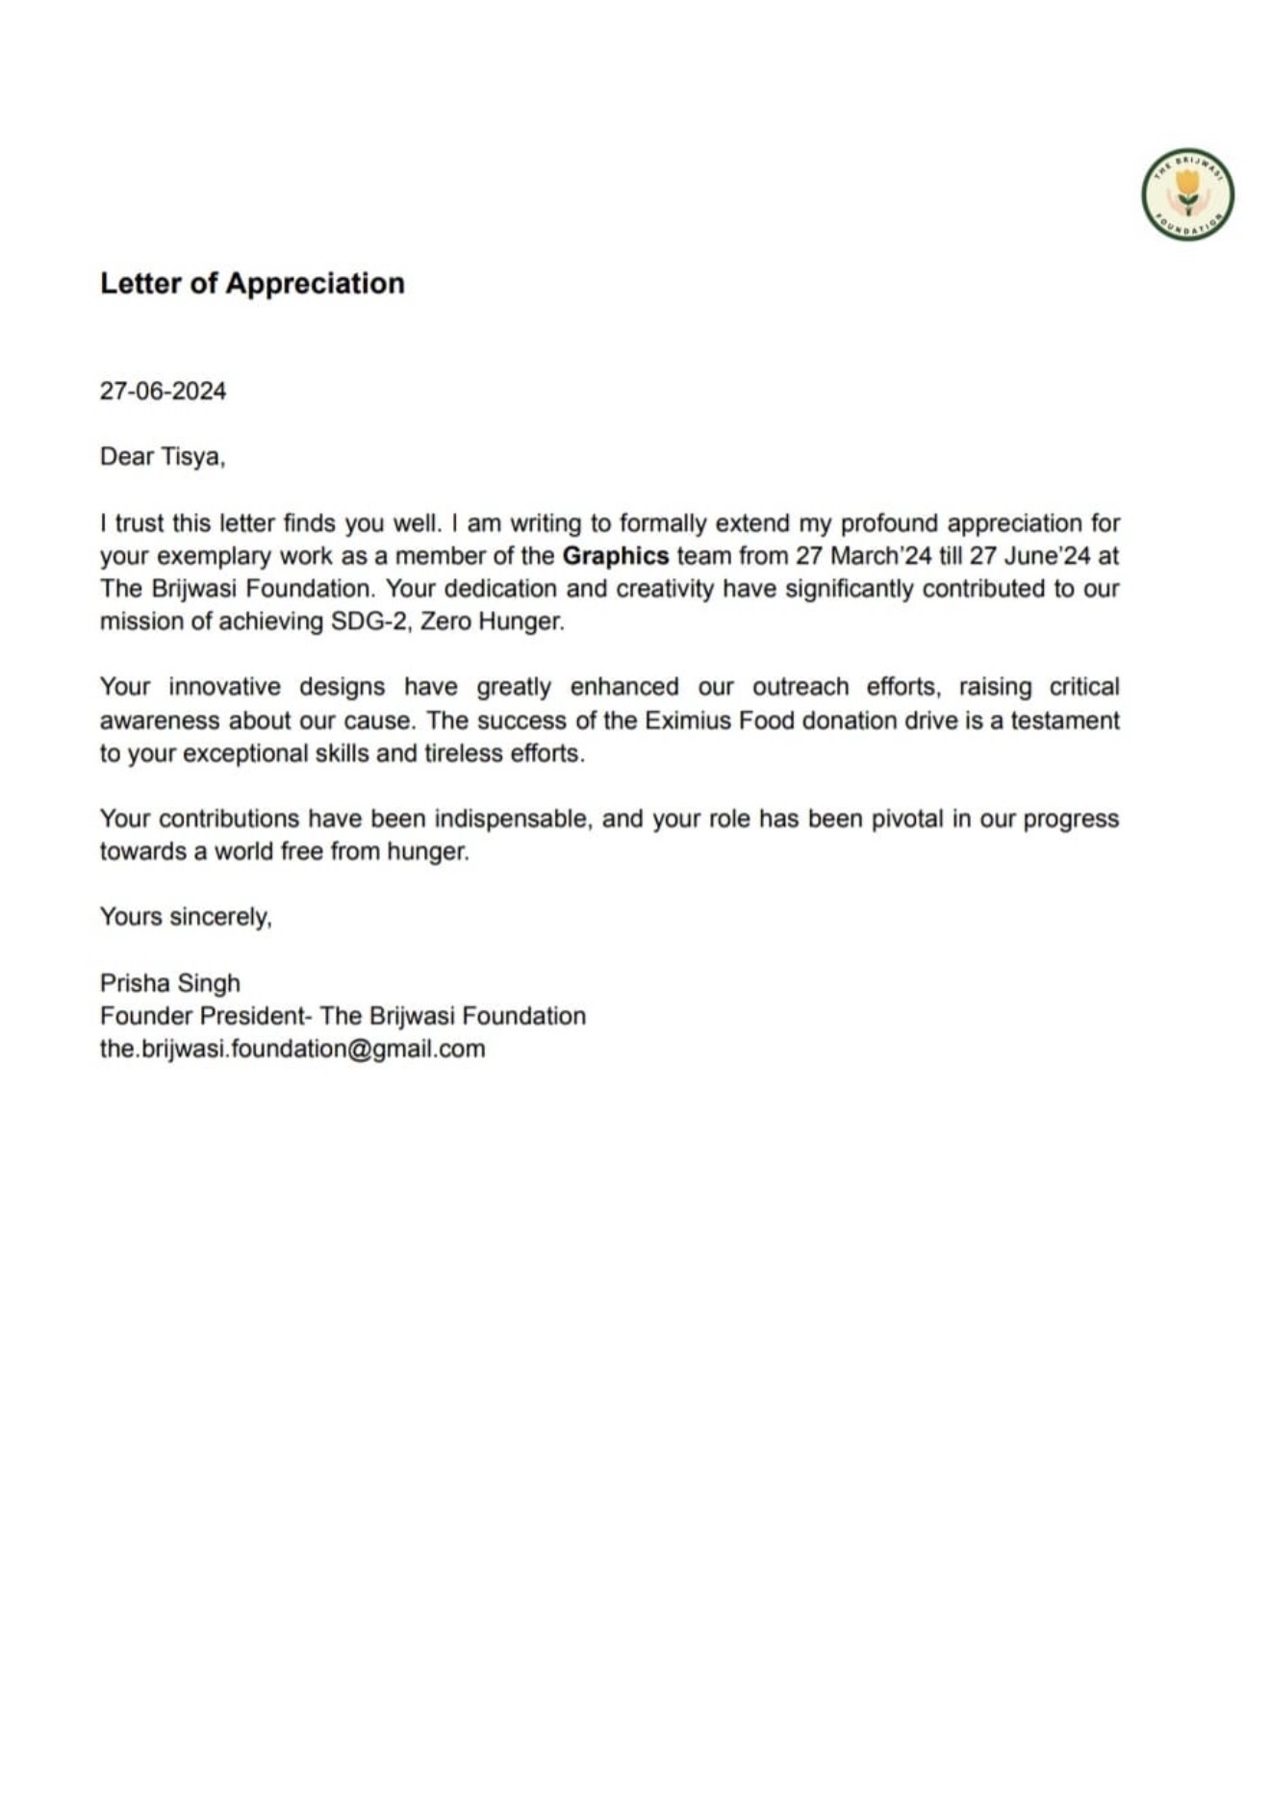 THE BRIJWASI
FOUNDATION
Letter of Appreciation
27-06-2024
Dear Tisya,
I trust this letter finds you well. I am writing to formally extend my profound appreciation for
your exemplary work as a member of the Graphics team from 27 March'24 till 27 June'24 at
The Brijwasi Foundation. Your dedication and creativity have significantly contributed to our
mission of achieving SDG-2, Zero Hunger.
Your innovative designs have greatly enhanced our outreach efforts, raising critical
awareness about our cause. The success of the Eximius Food donation drive is a testament
to your exceptional skills and tireless efforts.
Your contributions have been indispensable, and your role has been pivotal in our progress
towards a world free from hunger.
Yours sincerely,
Prisha Singh
Founder President- The Brijwasi Foundation
the.brijwasi.foundation@gmail.com